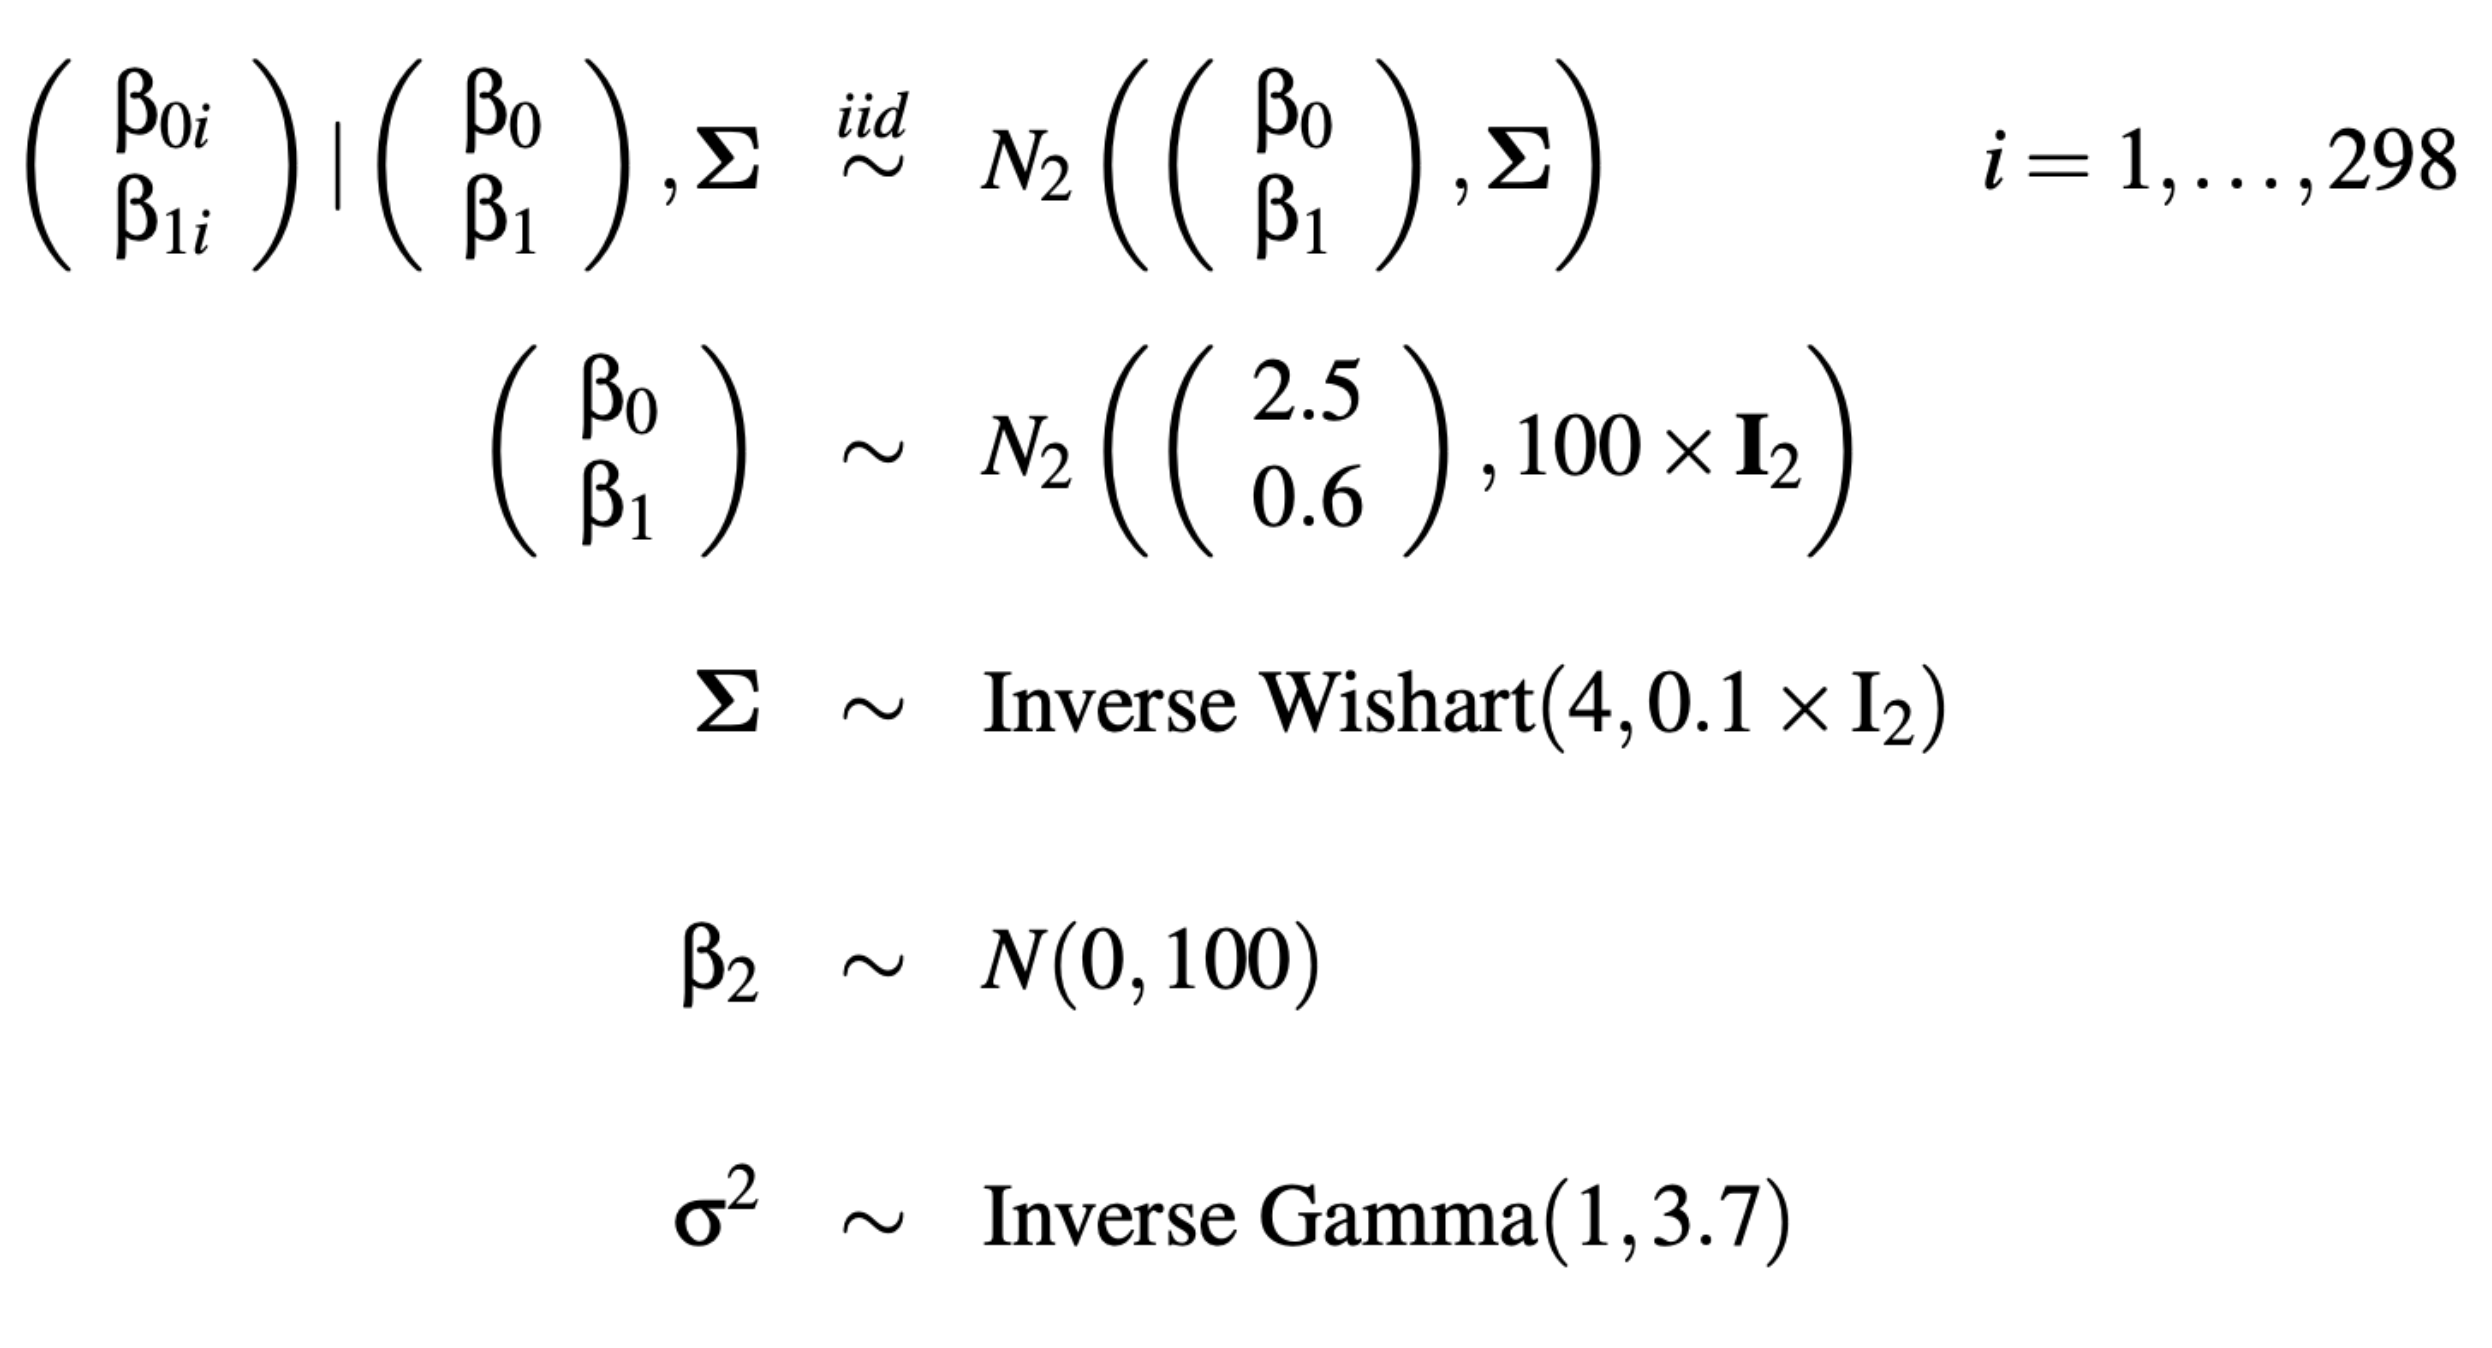 ( β₀ᵢ β₁ᵢ ) | ( β₀ β₁ ), Σ iid ∼ N₂ ( ( β₀ β₁ ), Σ ) i = 1,…,298
( β₀ β₁ ) ∼ N₂ ( ( 2.5 0.6 ), 100 × I₂ )
Σ ∼ Inverse Wishart(4, 0.1 × I₂)
β₂ ∼ N(0, 100)
σ² ∼ Inverse Gamma(1, 3.7)